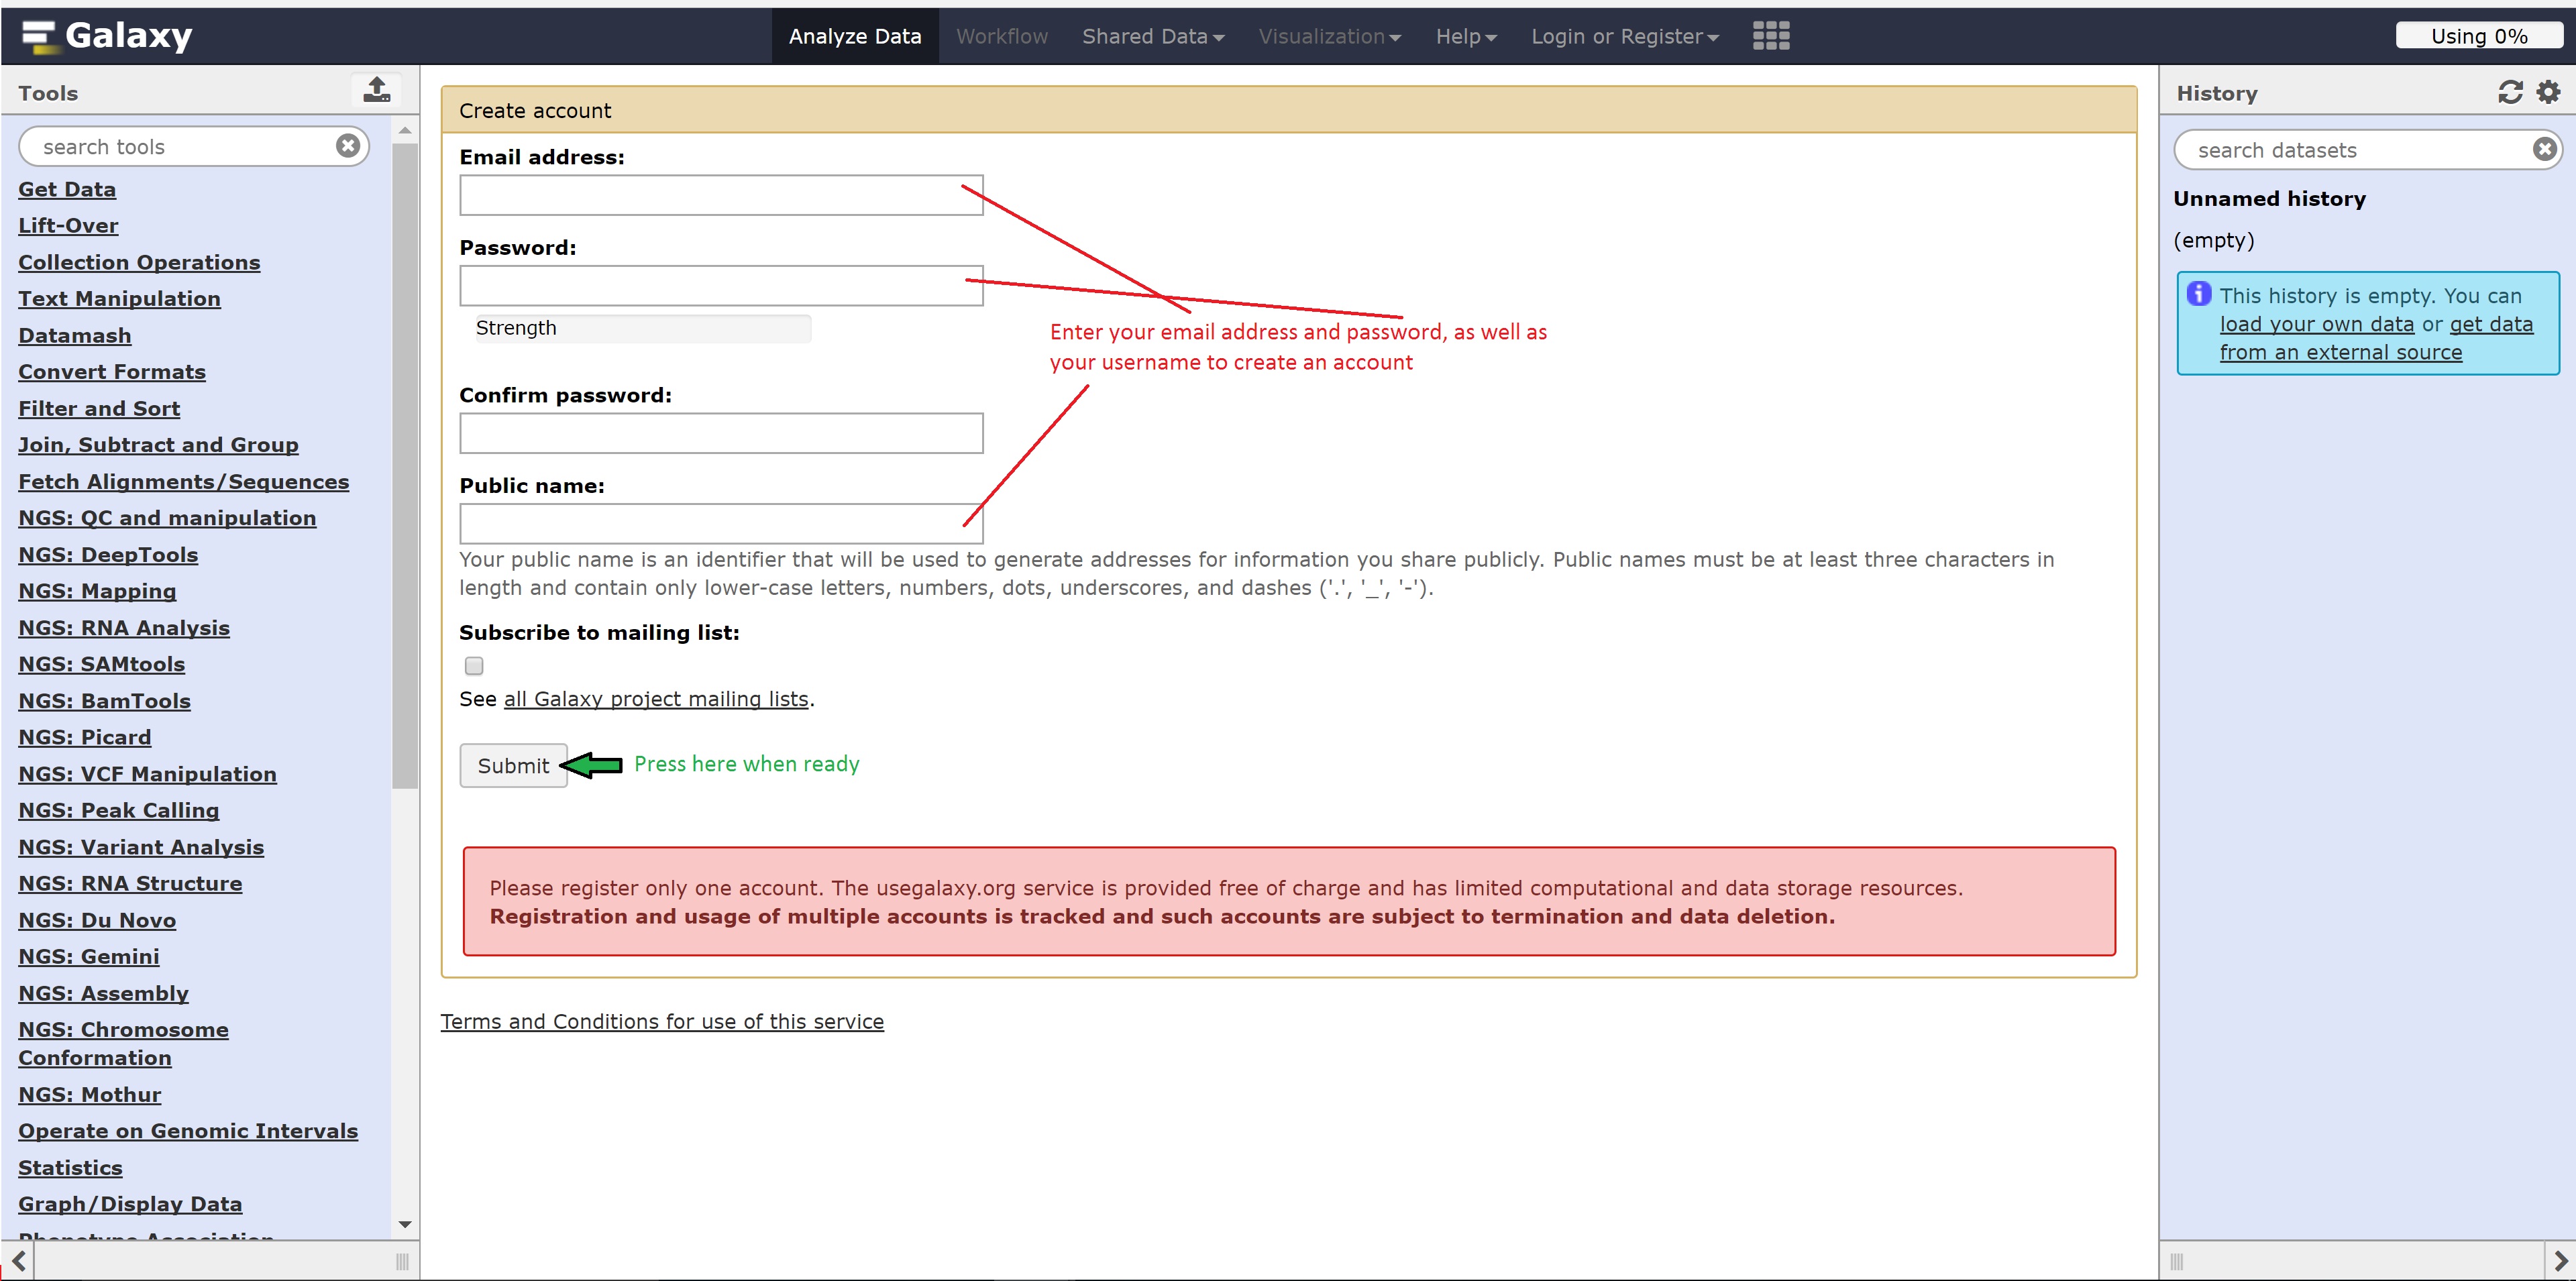 Galaxy
Analyze Data
Workflow
Shared Data
Visualization
Help
Login or Register
Using 0%
Tools
search tools
Get Data
Lift-Over
Collection Operations
Text Manipulation
Datamash
Convert Formats
Filter and Sort
Join, Subtract and Group
Fetch Alignments/Sequences
NGS: QC and manipulation
NGS: DeepTools
NGS: Mapping
NGS: RNA Analysis
NGS: SAMtools
NGS: BamTools
NGS: Picard
NGS: VCF Manipulation
NGS: Peak Calling
NGS: Variant Analysis
NGS: RNA Structure
NGS: Du Novo
NGS: Gemini
NGS: Assembly
NGS: Chromosome
Conformation
NGS: Mothur
Operate on Genomic Intervals
Statistics
Graph/Display Data
Phenotype Association
Create account
Email address:
Password:
Strength
Enter your email address and password, as well as
your username to create an account
Confirm password:
Public name:
Your public name is an identifier that will be used to generate addresses for information you share publicly. Public names must be at least three characters in
length and contain only lower-case letters, numbers, dots, underscores, and dashes ('.', '_', '-').
Subscribe to mailing list:
See all Galaxy project mailing lists.
Submit
Press here when ready
Please register only one account. The usegalaxy.org service is provided free of charge and has limited computational and data storage resources.
Registration and usage of multiple accounts is tracked and such accounts are subject to termination and data deletion.
Terms and Conditions for use of this service
History
search datasets
Unnamed history
(empty)
This history is empty. You can
load your own data or get data
from an external source